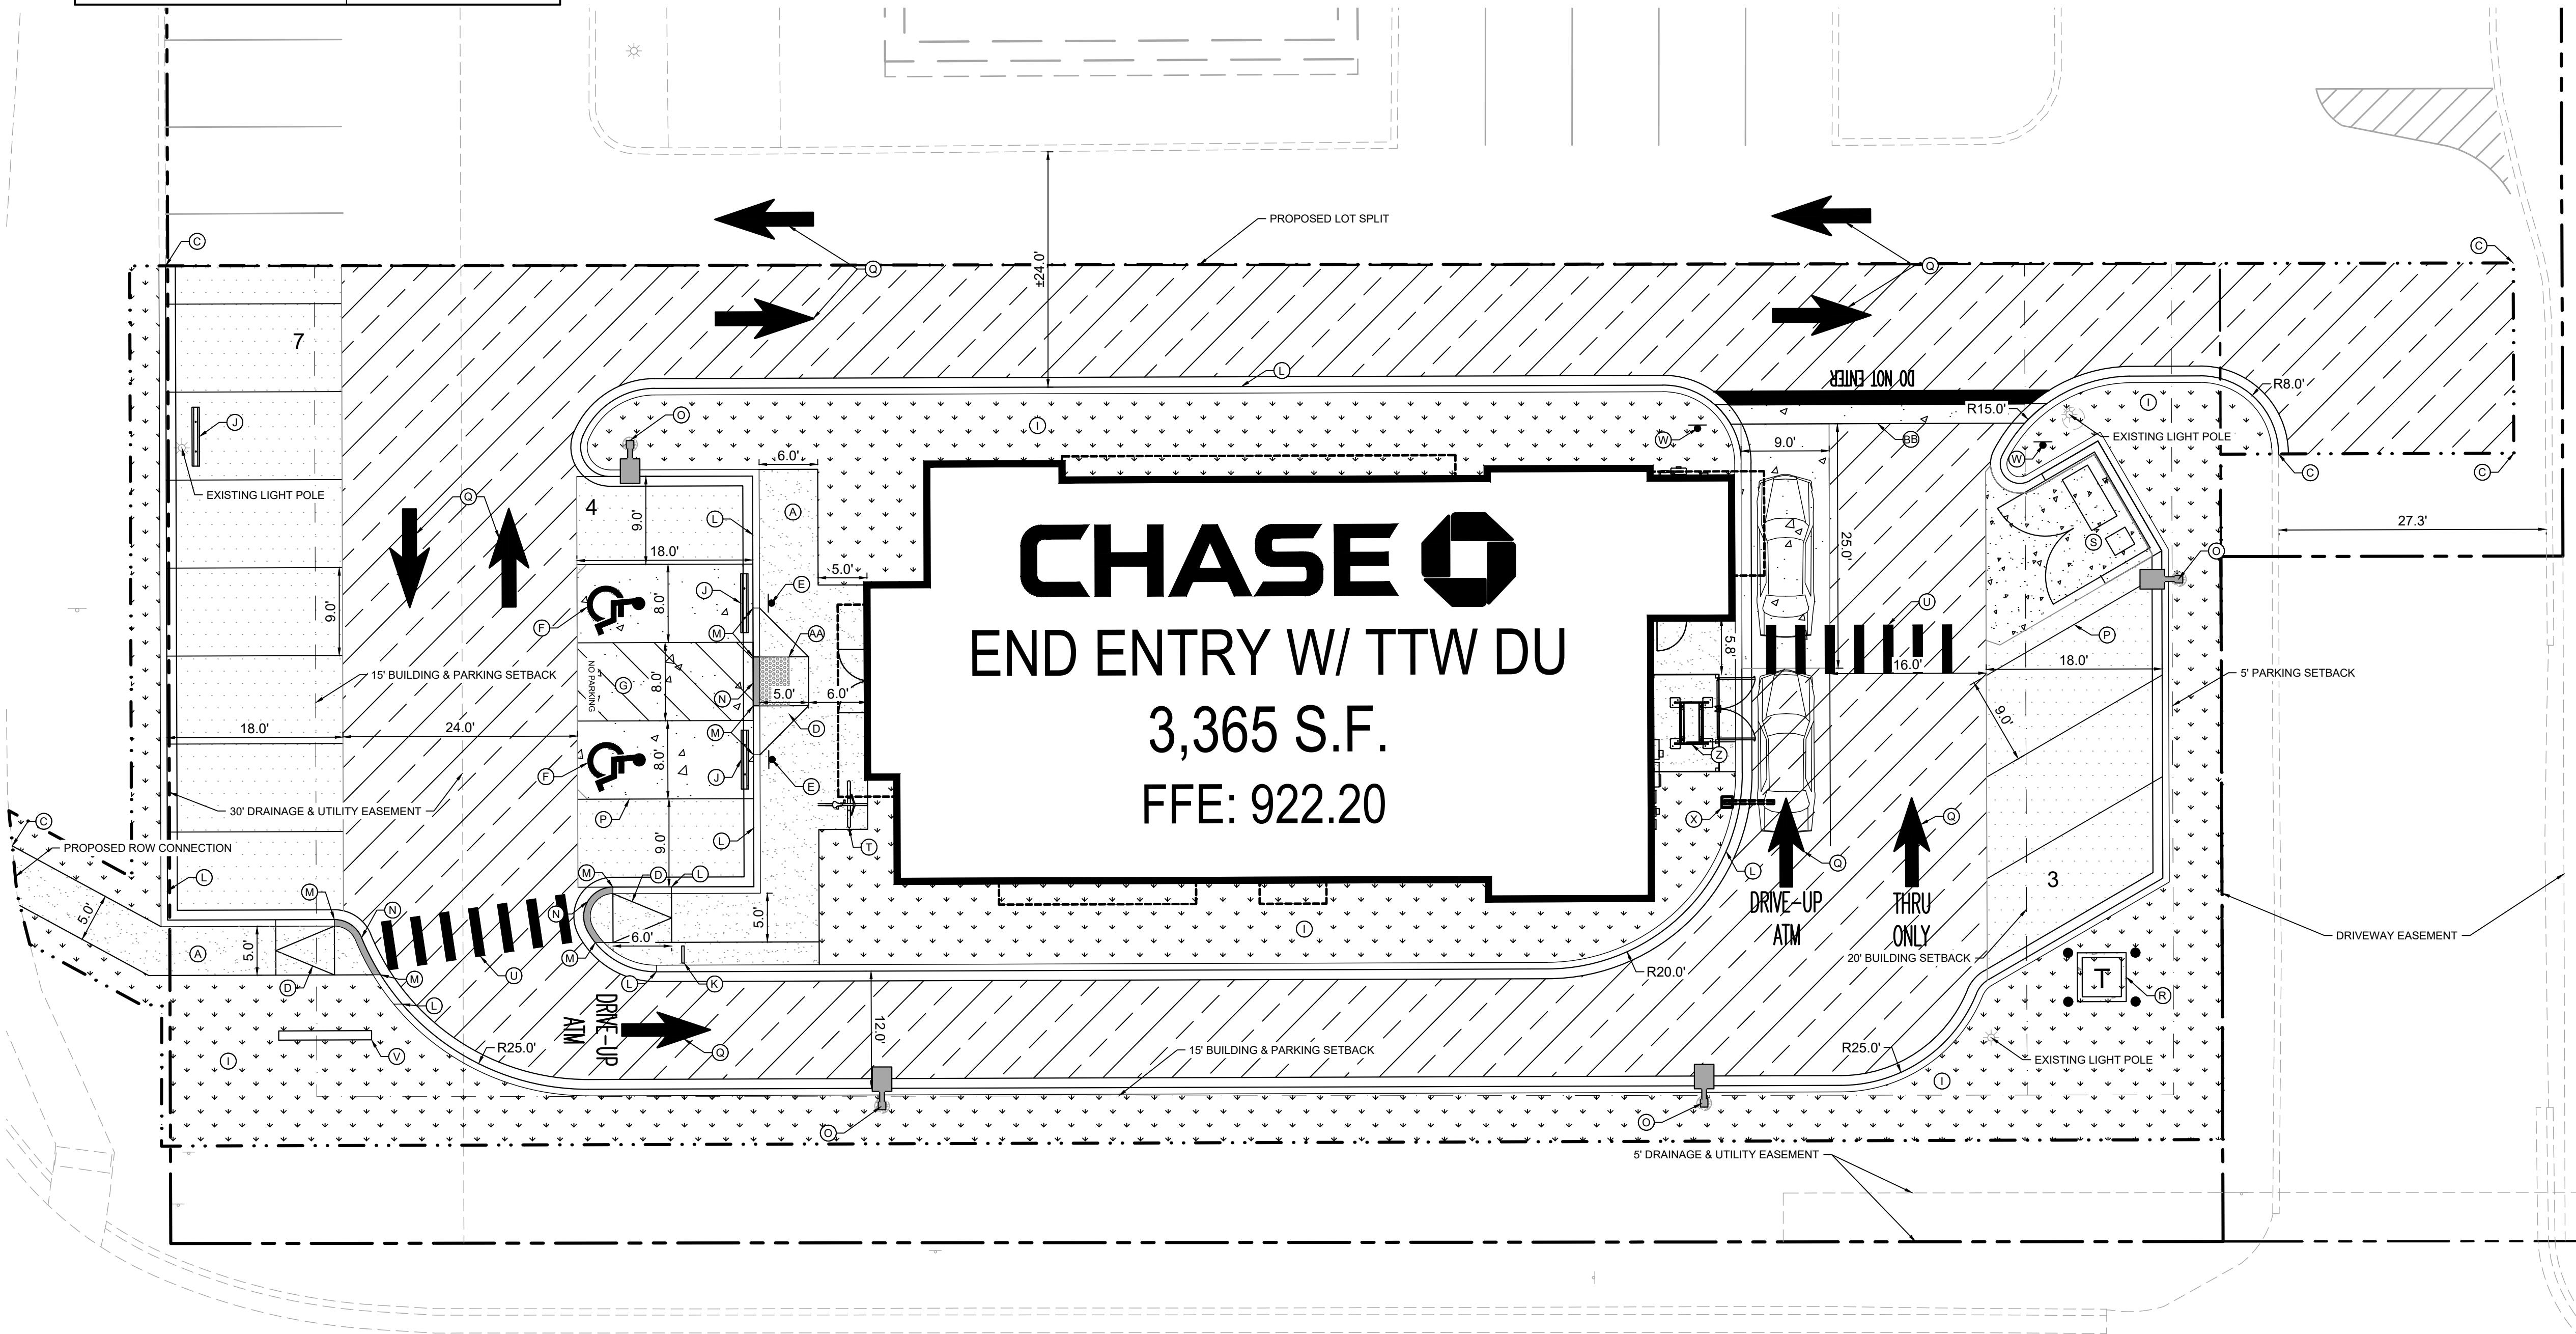 PROPOSED LOT SPLIT
C
Q
Q
C
±24.0'
7
L
DO NOT ENTER
R8.0'
R15.0'
I
J
O
I
W
9.0'
BB
EXISTING LIGHT POLE
W
C
C
6.0'
EXISTING LIGHT POLE
Q
4
9.0'
L
A
CHASE
27.3'
18.0'
25.0'
S
O
5.0'
J
E
8.0'
9.0'
F
M
AA
END ENTRY W/ TTW DU
5.8'
U
P
16.0'
18.0'
15' BUILDING & PARKING SETBACK
NO PARKING
G
8.0'
N
5.0'
6.0'
5' PARKING SETBACK
9.0'
18.0'
24.0'
M
D
3,365 S.F.
8.0'
F
J
E
Z
30' DRAINAGE & UTILITY EASEMENT
P
FFE: 922.20
X
Q
C
PROPOSED ROW CONNECTION
9.0'
L
T
L
Q
L
M
D
L
M
3
5.0'
N
N
DRIVE-UP
ATM
THRU
ONLY
5.0'
6.0'
I
DRIVEWAY EASEMENT
A
5.0'
M
20' BUILDING SETBACK
D
M
U
L
K
R20.0'
T
R
L
DRIVE-UP
ATM
12.0'
V
I
R25.0'
Q
15' BUILDING & PARKING SETBACK
R25.0'
EXISTING LIGHT POLE
I
O
O
5' DRAINAGE & UTILITY EASEMENT